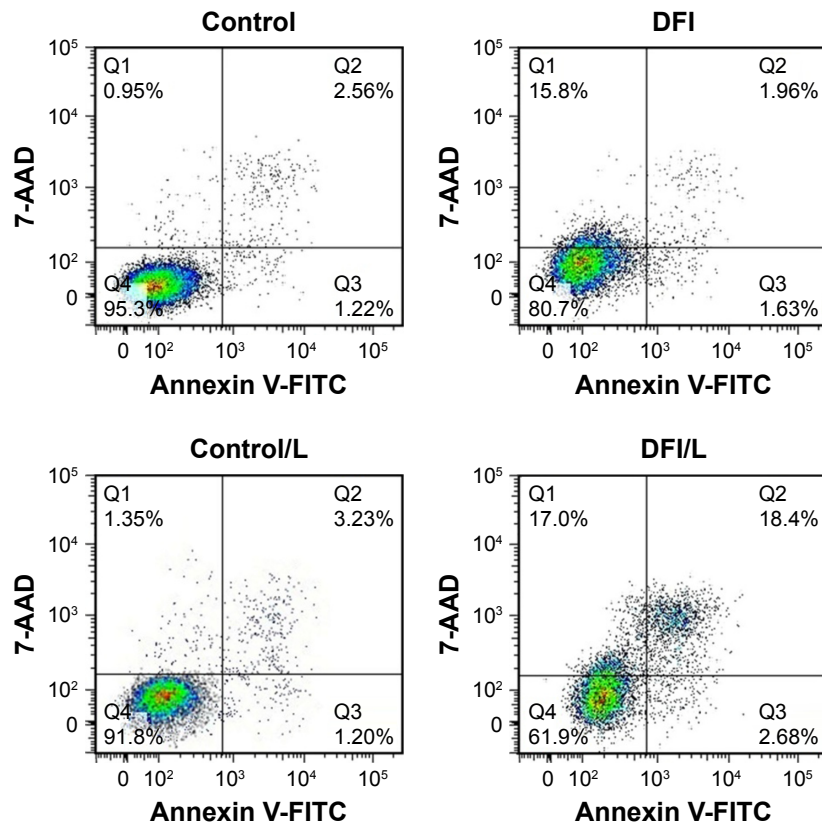 Control
10⁵
10⁴
10³
10²
0
7-AAD
Q1
0.95%
Q2
2.56%
Q4
95.3%
Q3
1.22%
0 10² 10³ 10⁴ 10⁵
Annexin V-FITC
DFI
10⁵
10⁴
10³
10²
0
7-AAD
Q1
15.8%
Q2
1.96%
Q4
80.7%
Q3
1.63%
0 10² 10³ 10⁴ 10⁵
Annexin V-FITC
Control/L
10⁵
10⁴
10³
10²
0
7-AAD
Q1
1.35%
Q2
3.23%
Q4
91.8%
Q3
1.20%
0 10² 10³ 10⁴ 10⁵
Annexin V-FITC
DFI/L
10⁵
10⁴
10³
10²
0
7-AAD
Q1
17.0%
Q2
18.4%
Q4
61.9%
Q3
2.68%
0 10² 10³ 10⁴ 10⁵
Annexin V-FITC